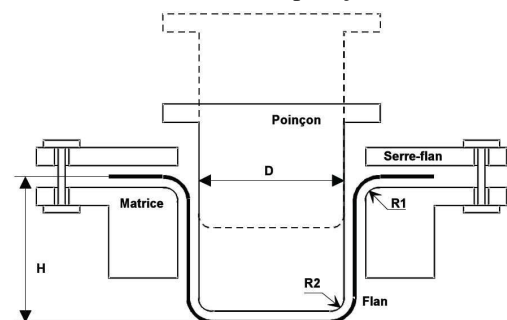 Poinçon
D
Serre-flan
Matrice
R1
H
R2
Flan